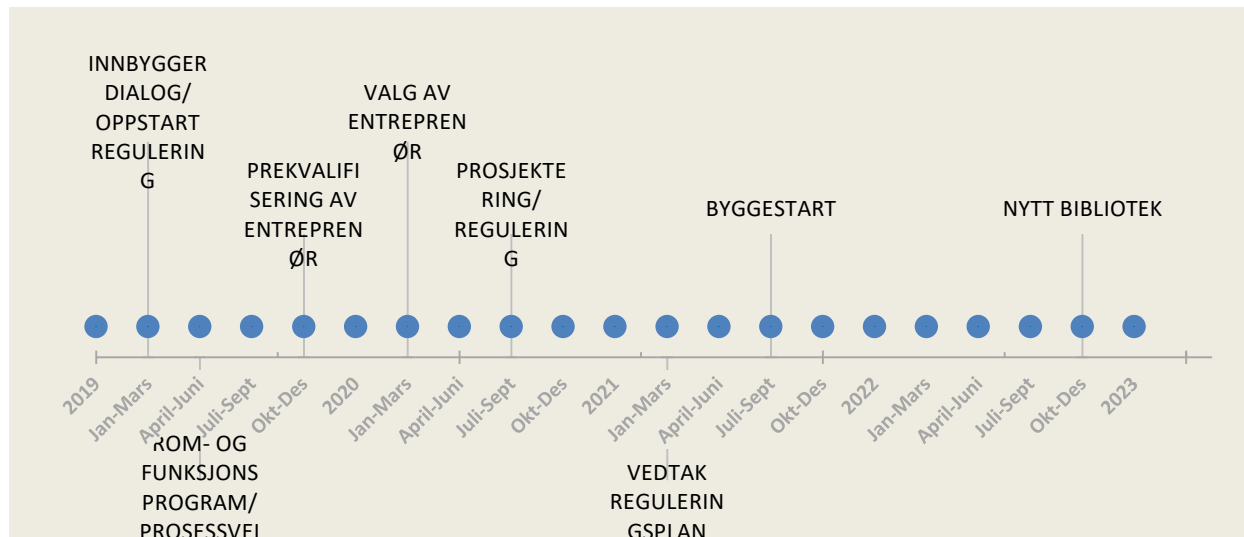 INNBYGGER
DIALOG/
OPPSTART
REGULERIN
G
PREKVALIFI
SERING AV
ENTREPREN
ØR
VALG AV
ENTREPREN
ØR
PROSJEKTE
RING/
REGULERIN
G
BYGGESTART
NYTT BIBLIOTEK
2019
Jan-Mars
April-Juni
Juli-Sept
Okt-Des
2020
Jan-Mars
April-Juni
Juli-Sept
Okt-Des
2021
Jan-Mars
April-Juni
Juli-Sept
Okt-Des
2022
Jan-Mars
April-Juni
Juli-Sept
Okt-Des
2023
ROM- OG
FUNKSJONS
PROGRAM/
PROSESSVEI
VEDTAK
REGULERIN
GSPLAN